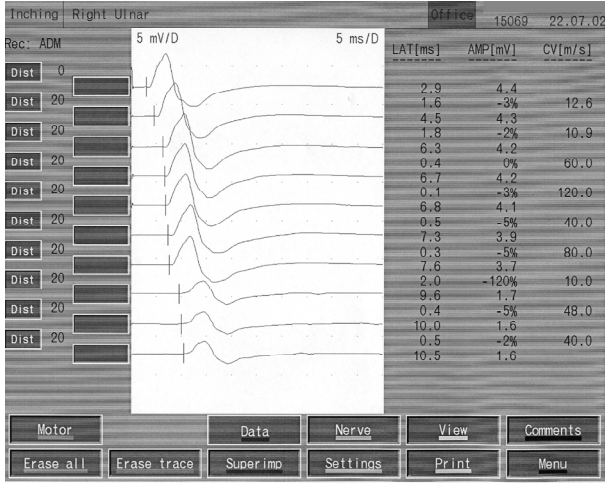 Inching Right Ulnar Office 15069 22.07.02
Rec: ADM 5 mV/D 5 ms/D LAT[ms] AMP[mV] CV[m/s]
Dist 0
2.9 4.4
Dist 20 1.6 -3% 12.6
4.5 4.3
Dist 20 1.8 -2% 10.9
6.3 4.2
Dist 20 0.4 0% 60.0
6.7 4.2
Dist 20 0.1 -3% 120.0
6.8 4.1
Dist 20 0.5 -5% 40.0
7.3 3.9
Dist 20 0.3 -5% 80.0
7.6 3.7
Dist 20 2.0 -120% 10.0
9.6 1.7
Dist 20 0.4 -5% 48.0
10.0 1.6
Dist 20 0.5 -2% 40.0
10.5 1.6
Motor Data Nerve View Comments
Erase all Erase trace Superimp Settings Print Menu